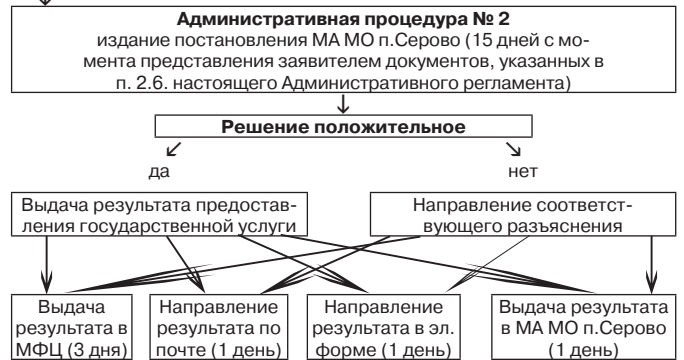 Административная процедура № 2
издание постановления МА МО п.Серово (15 дней с мо-
мента представления заявителем документов, указанных в
п. 2.6. настоящего Административного регламента)
Решение положительное
да
нет
Выдача результата предостав-
ления государственной услуги
Направление соответст-
вующего разъяснения
Выдача
результата в
МФЦ (3 дня)
Направление
результата по
почте (1 день)
Направление
результата в эл.
форме (1 день)
Выдача результата
в МА МО п.Серово
(1 день)